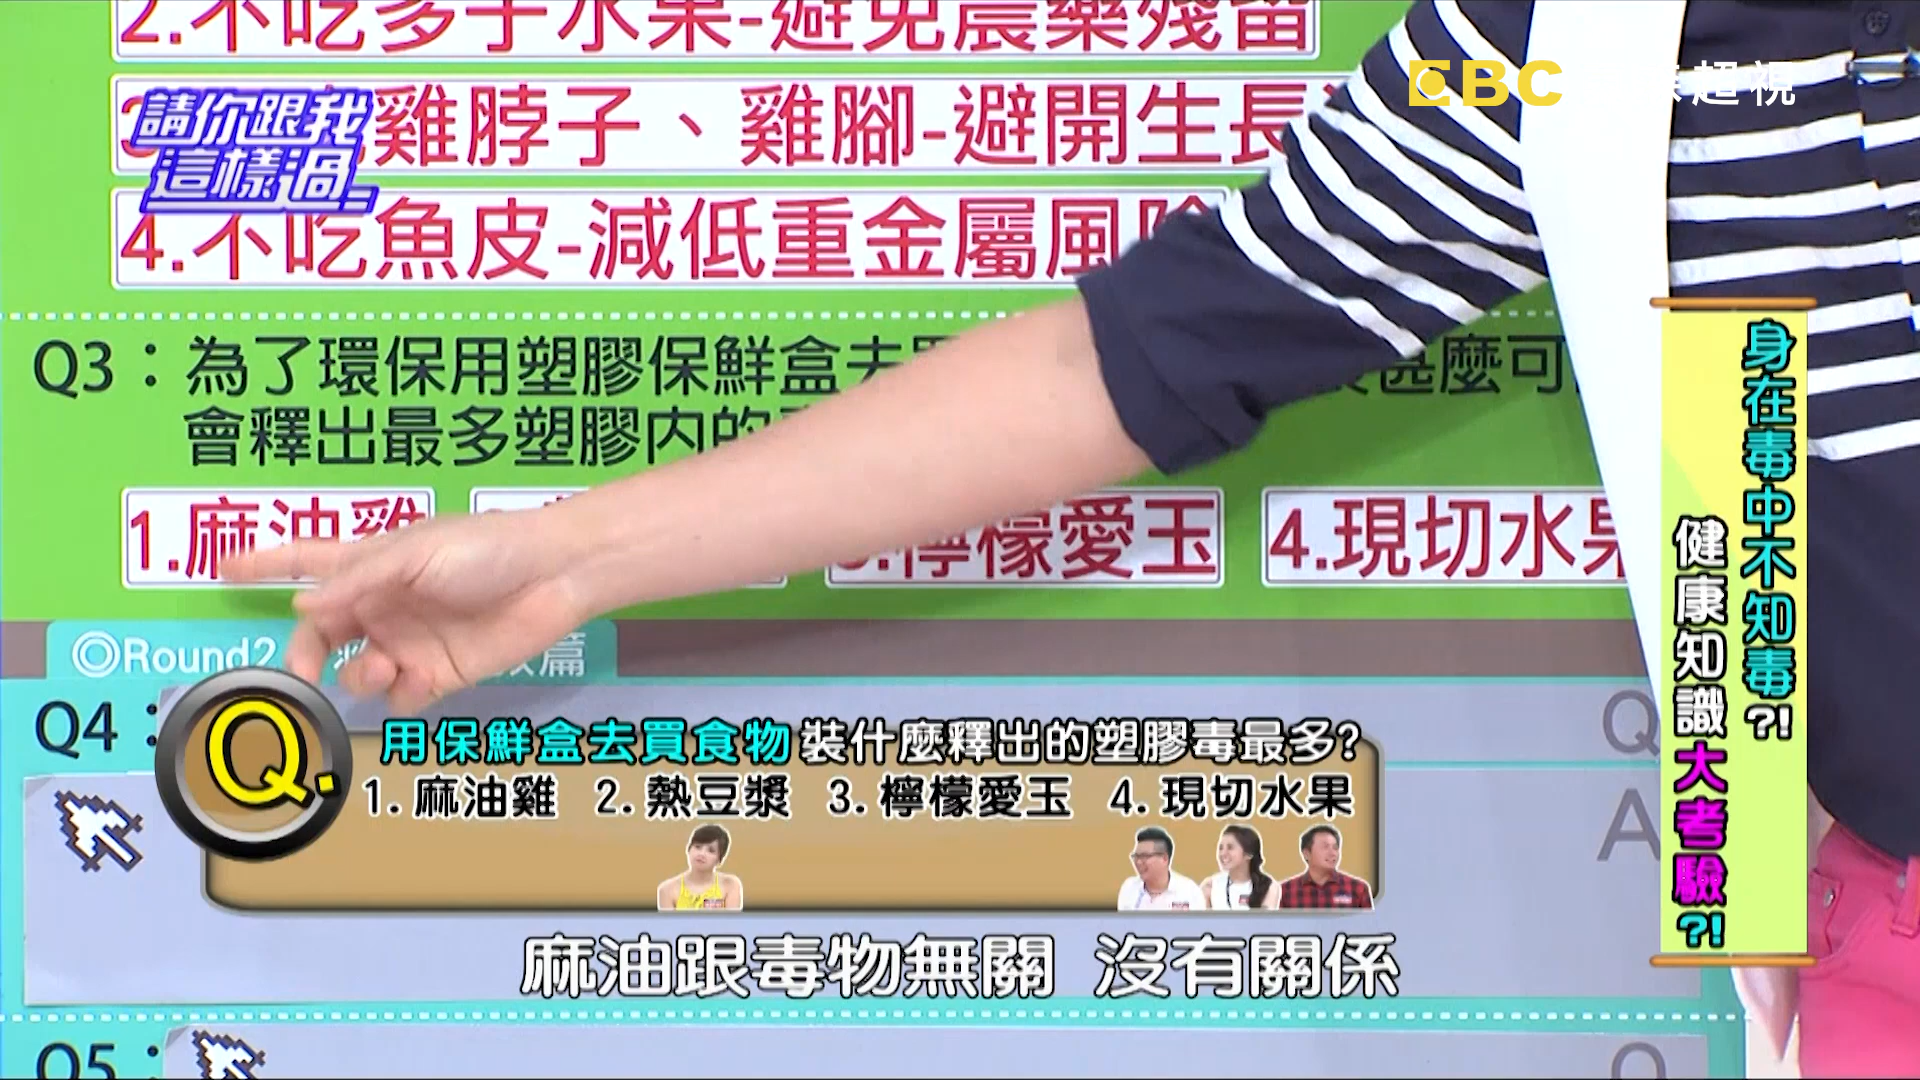 2.不吃多子水果-避免農藥殘留
EBC 超視
請你跟我
這樣過
雞脖子、雞腳-避開生長
4.不吃魚皮-減低重金屬風險
Q3：為了環保用塑膠保鮮盒去 甚麼可
會釋出最多塑膠內的
1.麻油雞 3.檸檬愛玉 4.現切水果
◎Round2 篇
Q4：
Q
A
Q.
用保鮮盒去買食物裝什麼釋出的塑膠毒最多?
1.麻油雞 2.熱豆漿 3.檸檬愛玉 4.現切水果
身在毒中不知毒?!
健康知識大考驗?!
麻油跟毒物無關 沒有關係
Q5：
Q